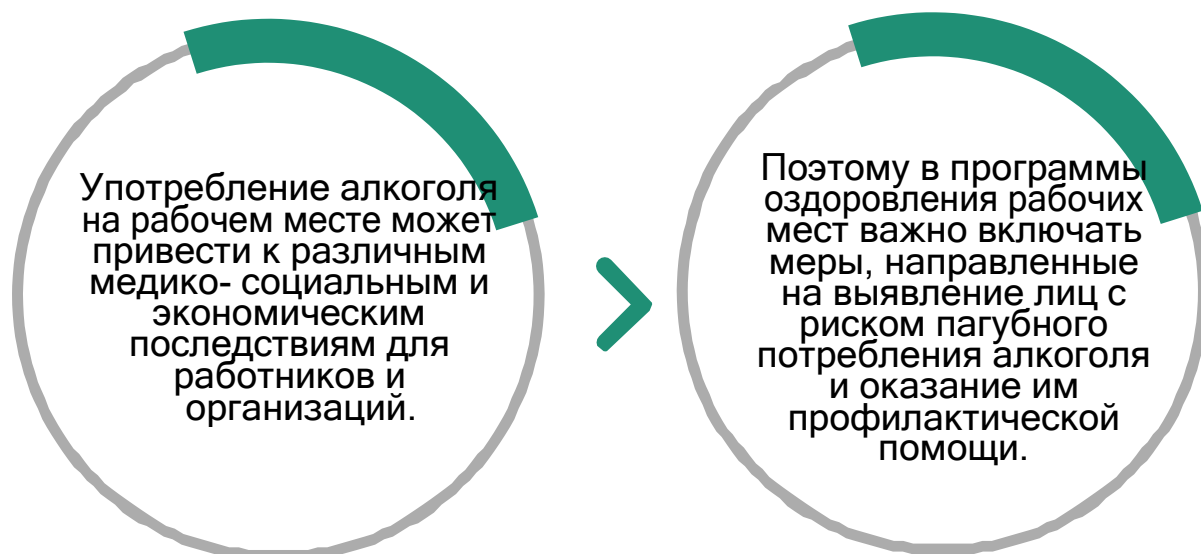 Употребление алкоголя
на рабочем месте может
привести к различным
медико- социальным и
экономическим
последствиям для
работников и
организаций.
Поэтому в программы
оздоровления рабочих
мест важно включать
меры, направленные
на выявление лиц с
риском пагубного
потребления алкоголя
и оказание им
профилактической
помощи.